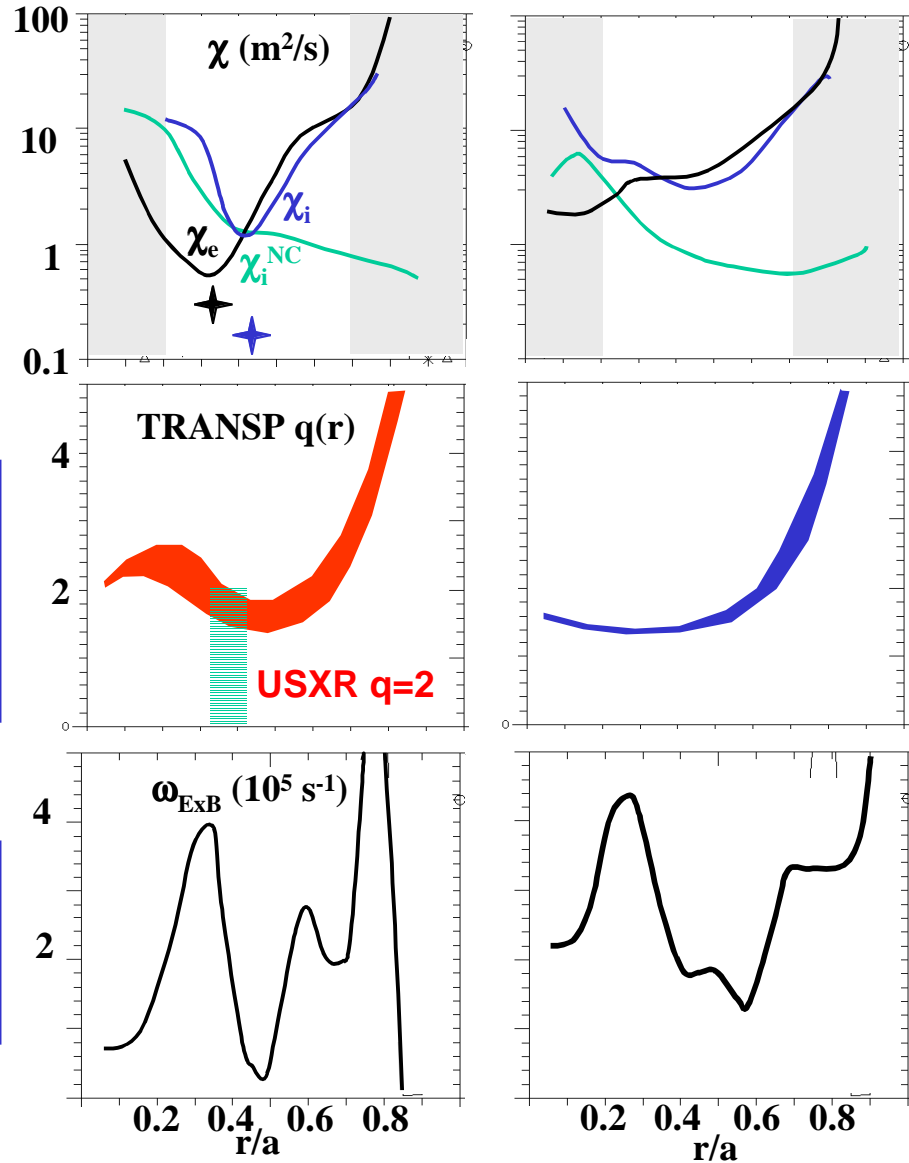 100
χ (m²/s)
10
χᵢ
χₑ
1
χᵢᴺᶜ
0.1
TRANSP q(r)
4
2
USXR q=2
0
0
ω_ExB (10⁵ s⁻¹)
4
2
0.2 0.4 0.6 0.8
r/a
0.2 0.4 0.6 0.8
r/a